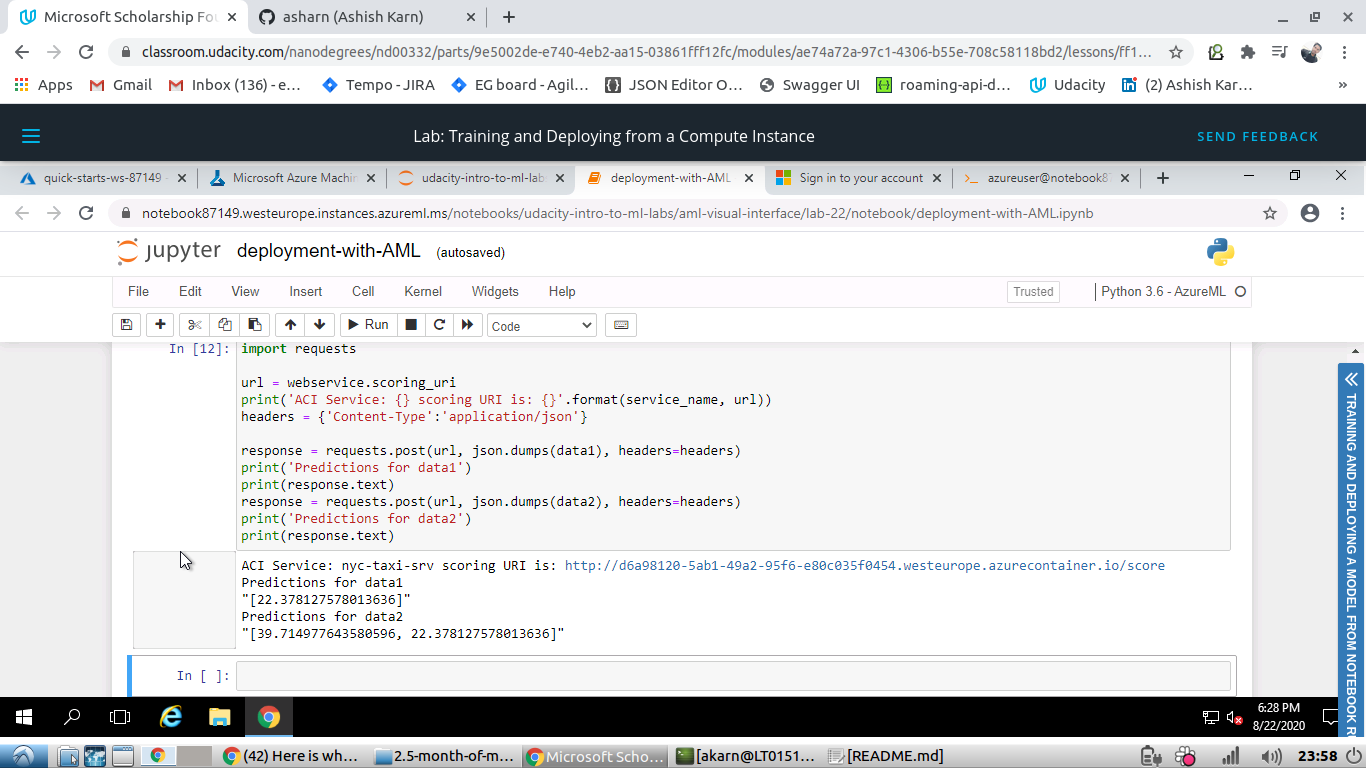 Microsoft Scholarship Fou
asharn (Ashish Karn)
classroom.udacity.com/nanodegrees/nd00332/parts/9e5002de-e740-4eb2-aa15-03861fff12fc/modules/ae74a72a-97c1-4306-b55e-708c58118bd2/lessons/ff1...
Apps Gmail Inbox (136) - e... Tempo - JIRA EG board - Agil... JSON Editor O... Swagger UI roaming-api-d... Udacity (2) Ashish Kar... »
Lab: Training and Deploying from a Compute Instance
SEND FEEDBACK
quick-starts-ws-87149 - Microsoft Azure Machin udacity-intro-to-ml-lab deployment-with-AML Sign in to your account azureuser@notebook8
notebook87149.westeurope.instances.azureml.ms/notebooks/udacity-intro-to-ml-labs/aml-visual-interface/lab-22/notebook/deployment-with-AML.ipynb
jupyter deployment-with-AML (autosaved)
File Edit View Insert Cell Kernel Widgets Help Trusted Python 3.6 - AzureML
Run Code
In [12]: import requests
url = webservice.scoring_uri
print('ACI Service: {} scoring URI is: {}'.format(service_name, url))
headers = {'Content-Type':'application/json'}
response = requests.post(url, json.dumps(data1), headers=headers)
print('Predictions for data1')
print(response.text)
response = requests.post(url, json.dumps(data2), headers=headers)
print('Predictions for data2')
print(response.text)
ACI Service: nyc-taxi-srv scoring URI is: http://d6a98120-5ab1-49a2-95f6-e80c035f0454.westeurope.azurecontainer.io/score
Predictions for data1
"[22.378127578013636]"
Predictions for data2
"[39.714977643580596, 22.378127578013636]"
In [ ]:
TRAINING AND DEPLOYING A MODEL FROM NOTEBOOK R
6:28 PM
8/22/2020
(42) Here is wh... 2.5-month-of-m... Microsoft Scho... [akarn@LT0151... [README.md] 23:58